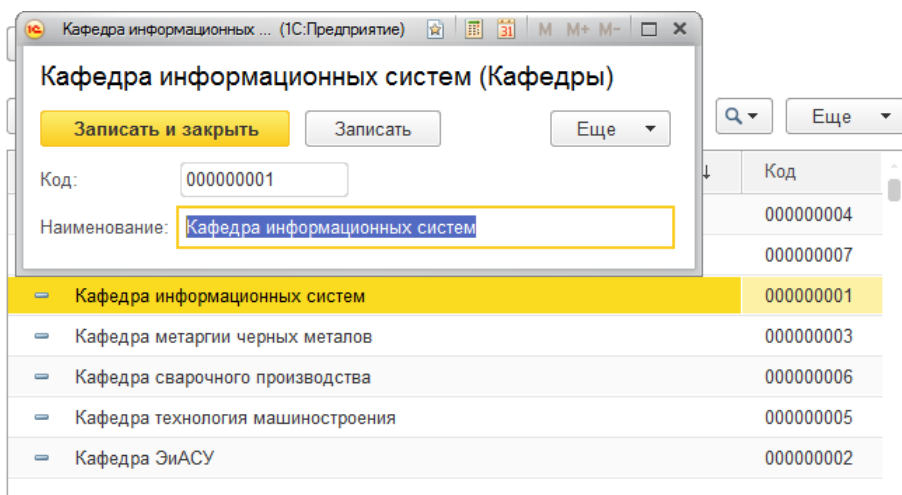 Кафедра информационных ... (1С:Предприятие) 31 M M+ M-
Кафедра информационных систем (Кафедры)
Записать и закрыть Записать Еще
Еще
Код: 000000001
Код
Наименование: Кафедра информационных систем
000000004
000000007
Кафедра информационных систем 000000001
Кафедра метаргии черных металов 000000003
Кафедра сварочного производства 000000006
Кафедра технология машиностроения 000000005
Кафедра ЭиАСУ 000000002